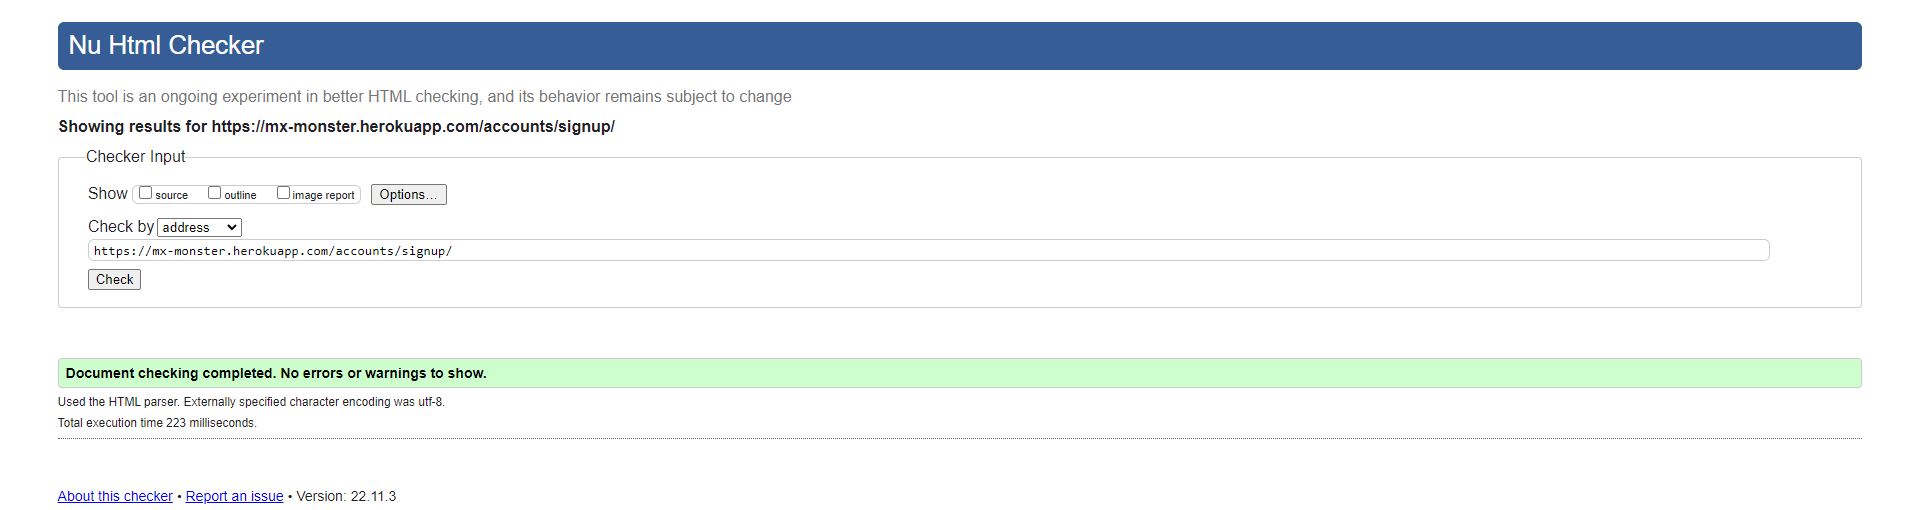 Nu Html Checker
This tool is an ongoing experiment in better HTML checking, and its behavior remains subject to change
Showing results for https://mx-monster.herokuapp.com/accounts/signup/
Checker Input
Show source outline image report Options...
Check by address
https://mx-monster.herokuapp.com/accounts/signup/
Check
Document checking completed. No errors or warnings to show.
Used the HTML parser. Externally specified character encoding was utf-8.
Total execution time 223 milliseconds.
About this checker • Report an issue • Version: 22.11.3